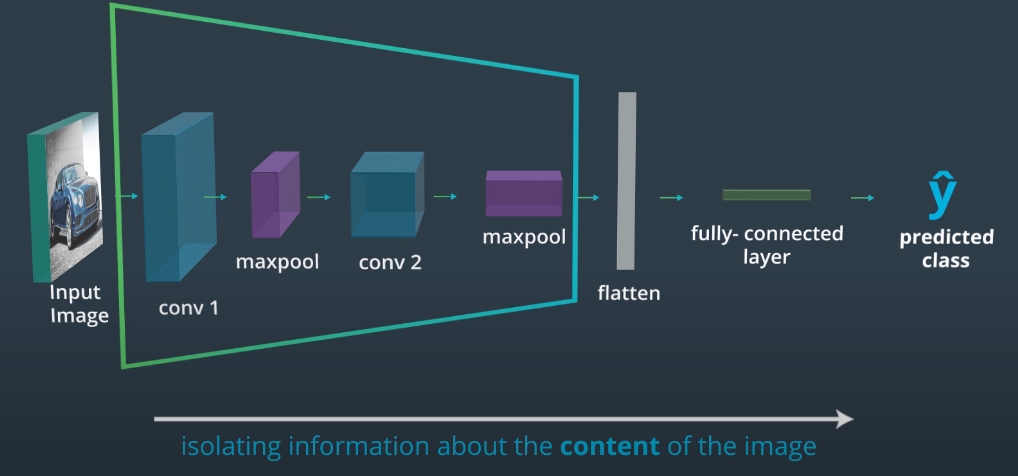 Input
Image
conv 1
maxpool
conv 2
maxpool
flatten
fully- connected
layer
ŷ
predicted
class
isolating information about the content of the image